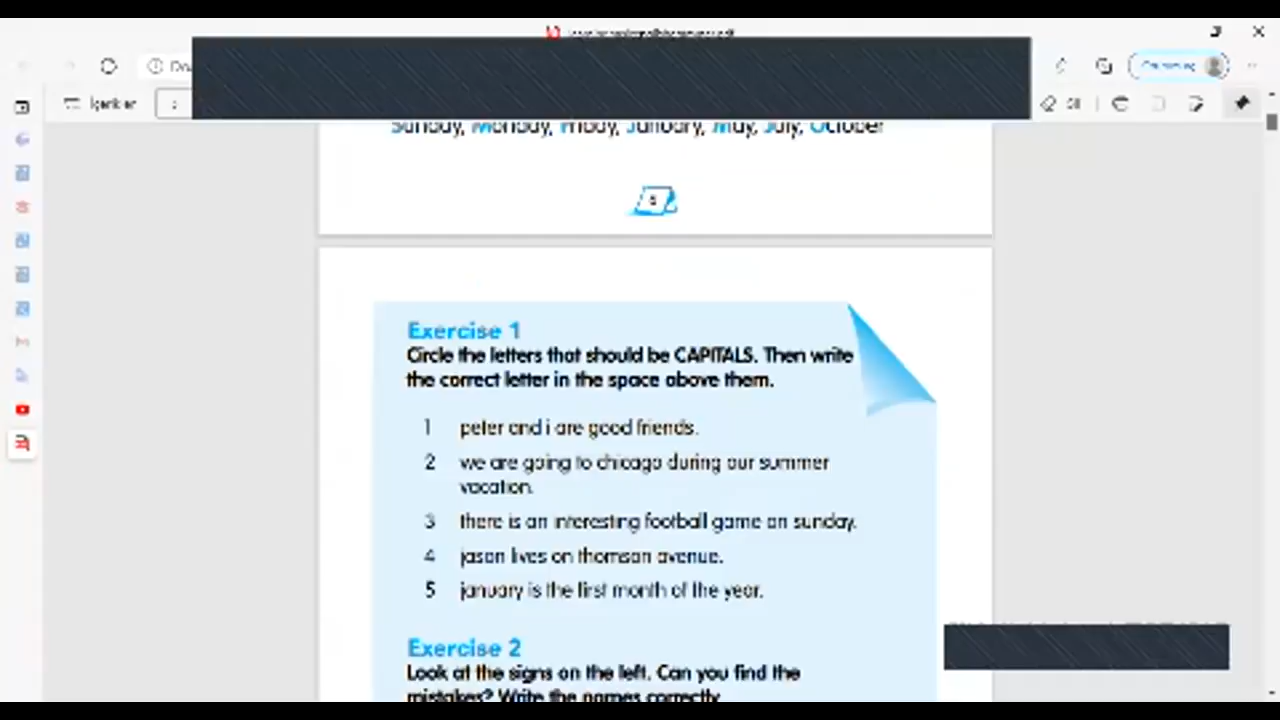 İçerikler
Sunday, Monday, Friday, January, May, July, October
Exercise 1
Circle the letters that should be CAPITALS. Then write
the correct letter in the space above them.
1 peter and i are good friends.
2 we are going to chicago during our summer
vacation.
3 there is an interesting football game on sunday.
4 jason lives on thomson avenue.
5 january is the first month of the year.
Exercise 2
Look at the signs on the left. Can you find the
mistakes? Write the names correctly.